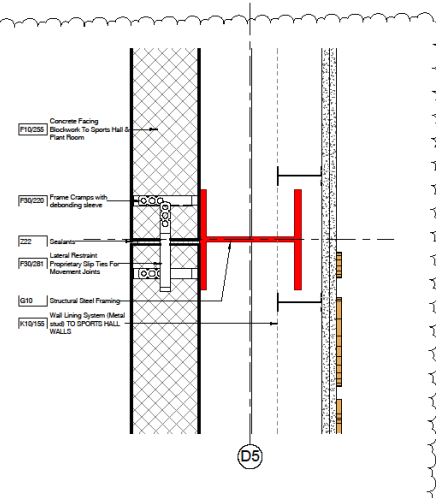 F10/255
Concrete Facing
Blockwork To Sports Hall &
Plant Room
F30/220
Frame Cramps with
debonding sleeve
Z22
Sealants
F30/281
Lateral Restraint
Proprietary Slip Ties For
Movement Joints
G10
Structural Steel Framing
K10/155
Wall Lining System (Metal
stud) TO SPORTS HALL
WALLS
D5